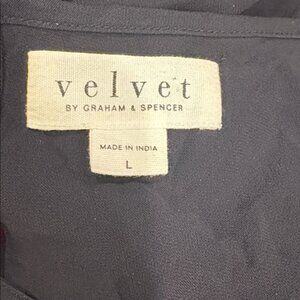 velvet
BY GRAHAM & SPENCER
MADE IN INDIA
L